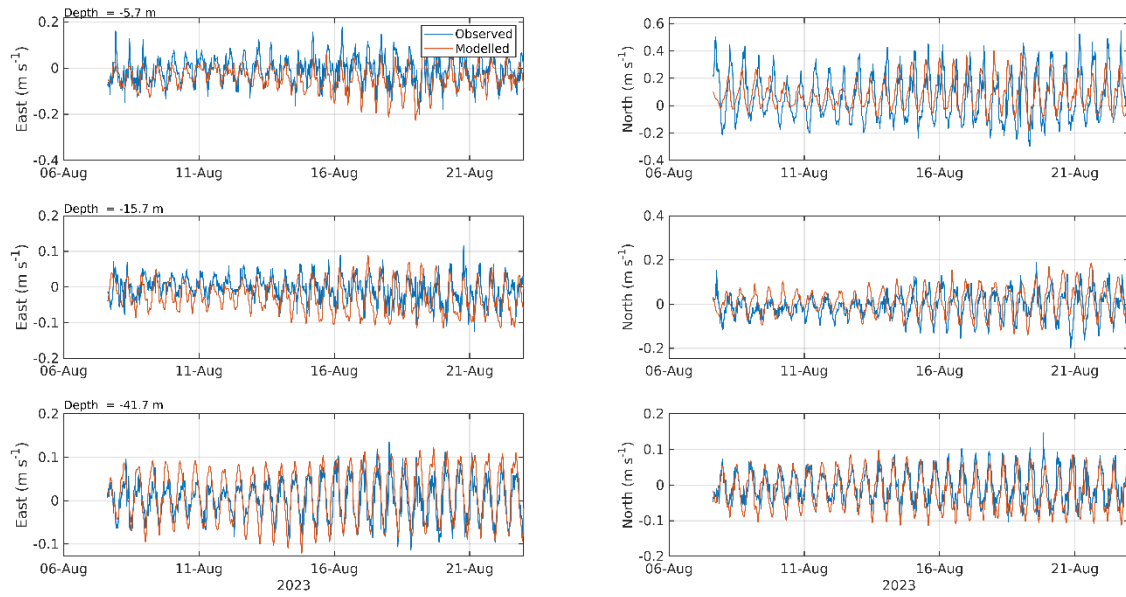 Depth = -5.7 m
0.2
0
-0.2
-0.4
East (m s⁻¹)
Observed
Modelled
06-Aug 11-Aug 16-Aug 21-Aug
0.6
0.4
0.2
0
-0.2
-0.4
North (m s⁻¹)
06-Aug 11-Aug 16-Aug 21-Aug
Depth = -15.7 m
0.2
0.1
0
-0.1
-0.2
East (m s⁻¹)
06-Aug 11-Aug 16-Aug 21-Aug
0.4
0.2
0
-0.2
North (m s⁻¹)
06-Aug 11-Aug 16-Aug 21-Aug
Depth = -41.7 m
0.2
0.1
0
-0.1
East (m s⁻¹)
06-Aug 11-Aug 16-Aug 21-Aug
2023
0.2
0.1
0
-0.1
-0.2
North (m s⁻¹)
06-Aug 11-Aug 16-Aug 21-Aug
2023